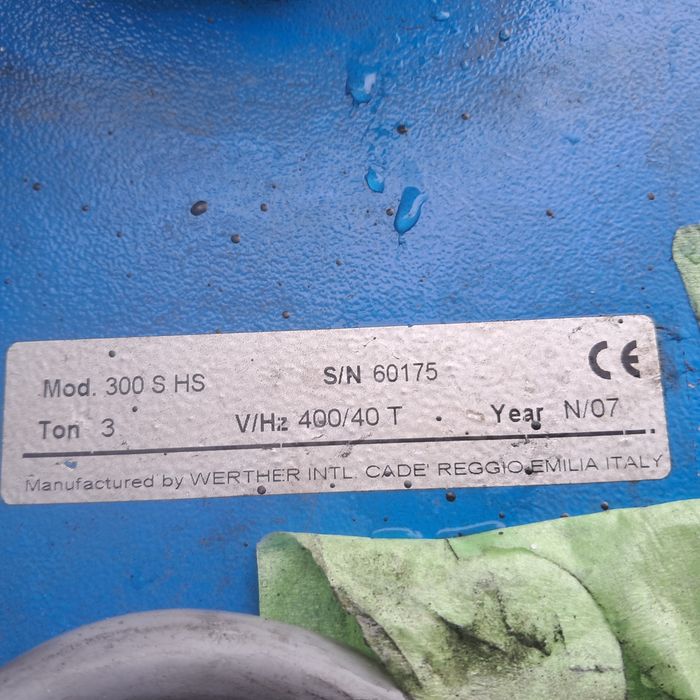 Mod. 300 S HS S/N 60175 CE
Ton 3 V/Hz 400/40 T Year N/07
Manufactured by WERTHER INTL. CADE' REGGIO EMILIA ITALY